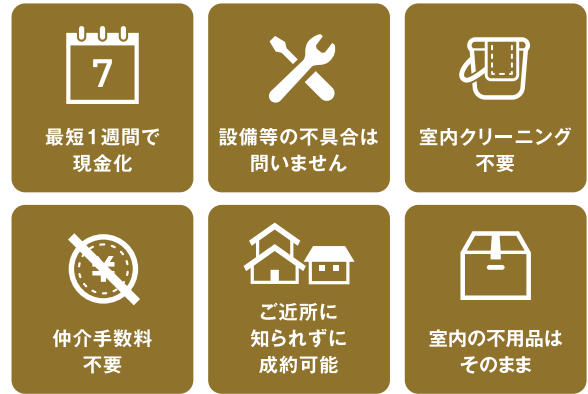 7
最短1週間で
現金化
設備等の不具合は
問いません
室内クリーニング
不要
¥
仲介手数料
不要
ご近所に
知られずに
成約可能
室内の不用品は
そのまま